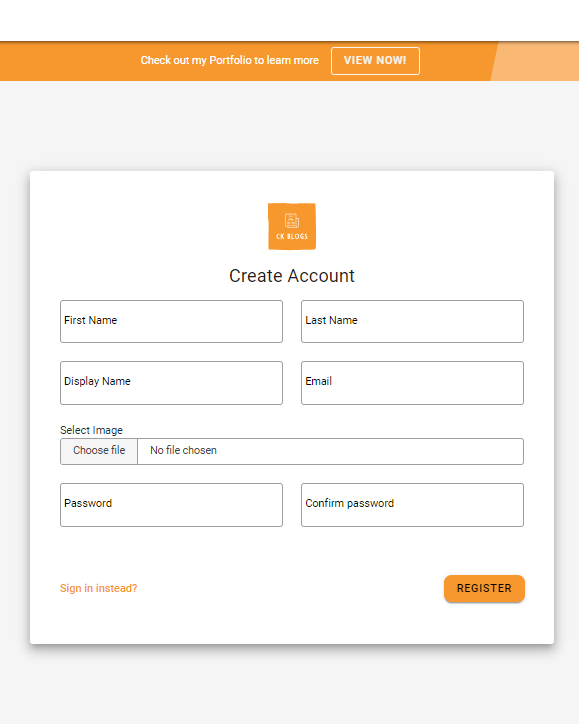 Check out my Portfolio to learn more VIEW NOW!
CK BLOGS
Create Account
First Name Last Name
Display Name Email
Select Image
Choose file No file chosen
Password Confirm password
Sign in instead? REGISTER